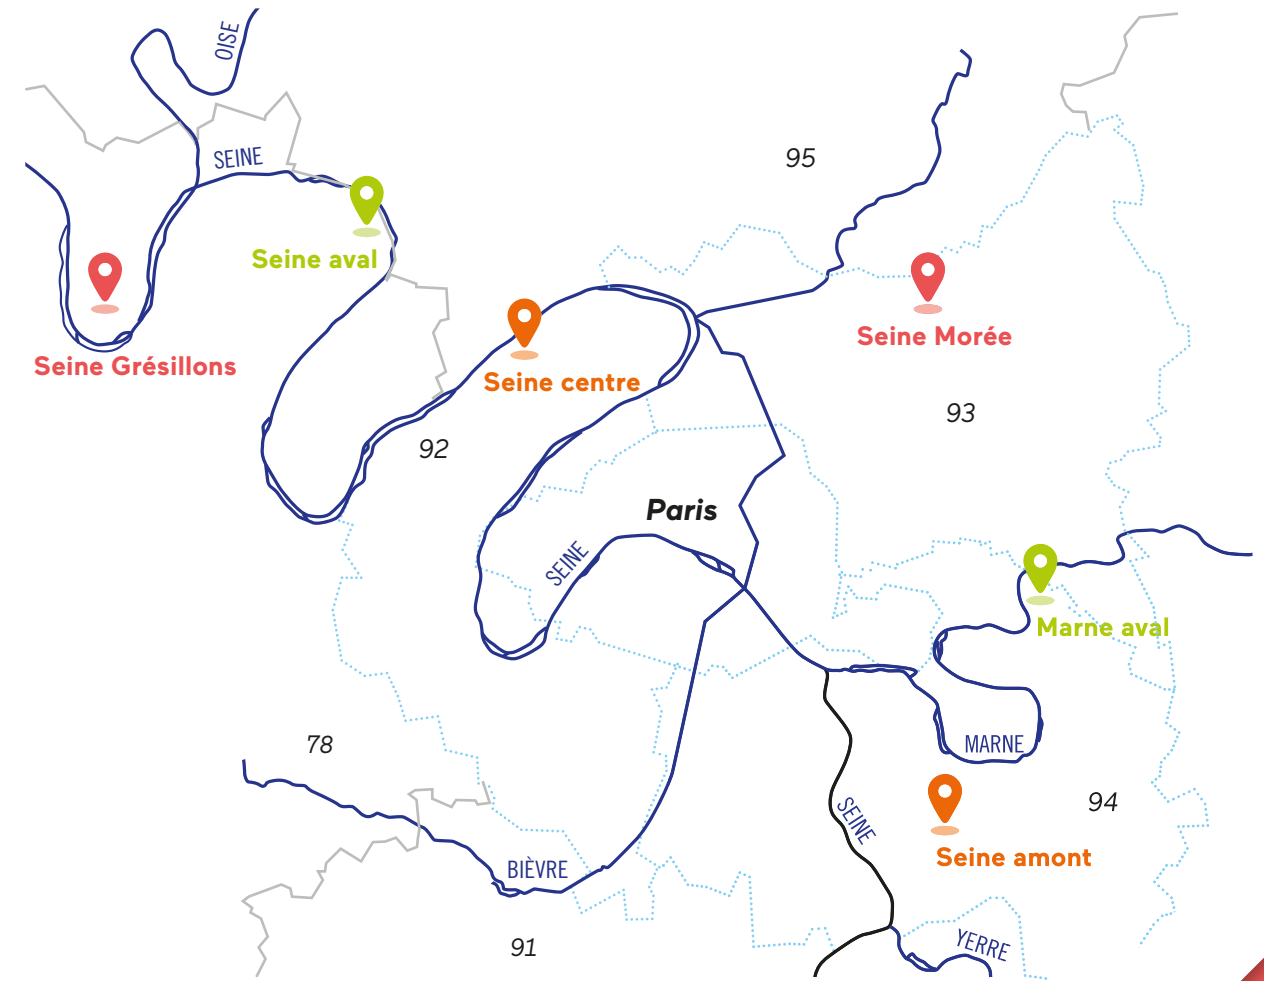 OISE
SEINE
95
Seine aval
Seine Grésillons
Seine Morée
Seine centre
93
92
Paris
SEINE
Marne aval
78
MARNE
94
SEINE
Seine amont
BIÈVRE
91
YERRE